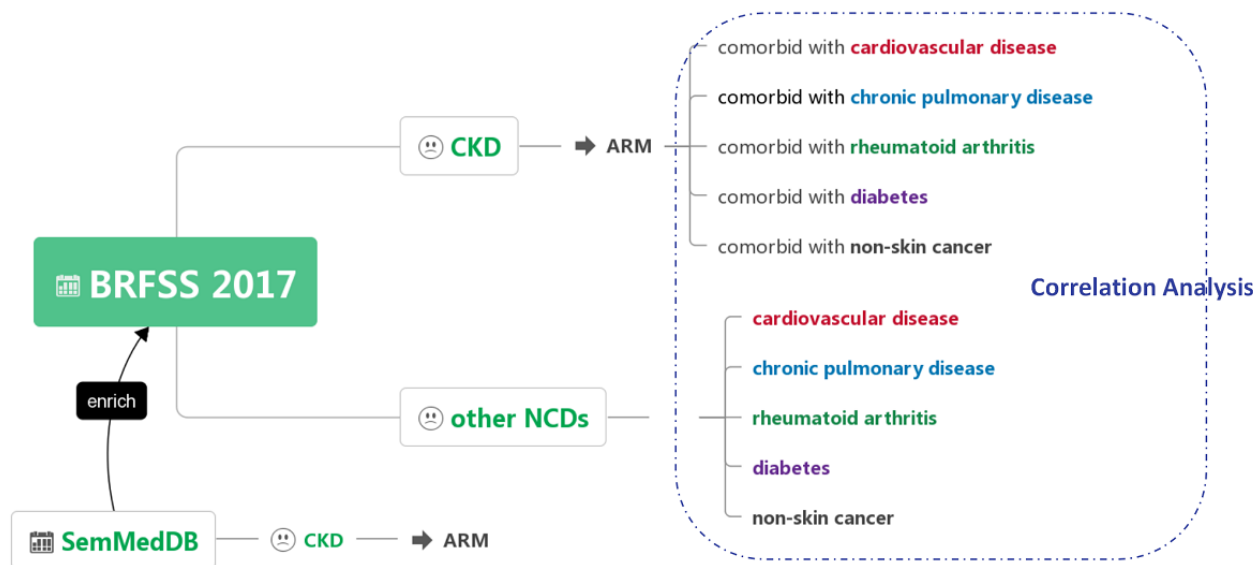 comorbid with cardiovascular disease
comorbid with chronic pulmonary disease
CKD
ARM
comorbid with rheumatoid arthritis
comorbid with diabetes
comorbid with non-skin cancer
BRFSS 2017
Correlation Analysis
cardiovascular disease
chronic pulmonary disease
enrich
other NCDs
rheumatoid arthritis
diabetes
non-skin cancer
SemMedDB
CKD
ARM